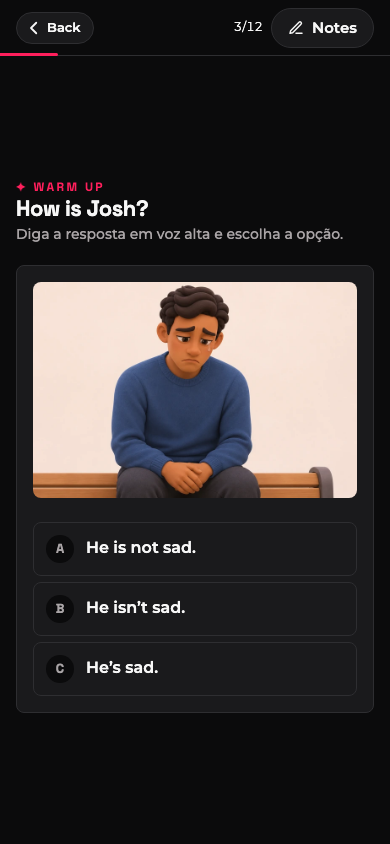 Back
3/12
Notes
✦ WARM UP
How is Josh?
Diga a resposta em voz alta e escolha a opção.
A He is not sad.
B He isn’t sad.
C He’s sad.